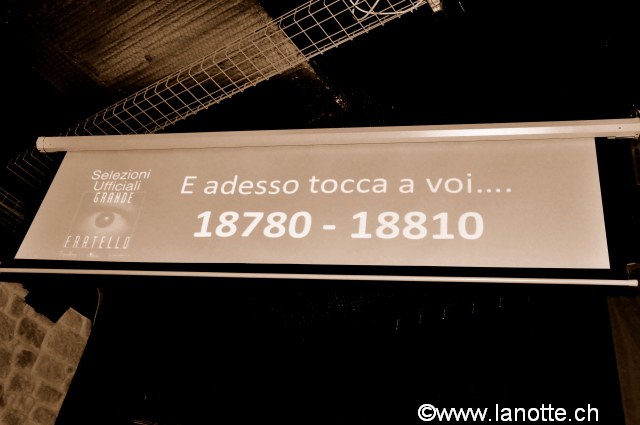 Selezioni
Ufficiali
GRANDE
FRATELLO
E adesso tocca a voi....
18780 - 18810
©www.lanotte.ch